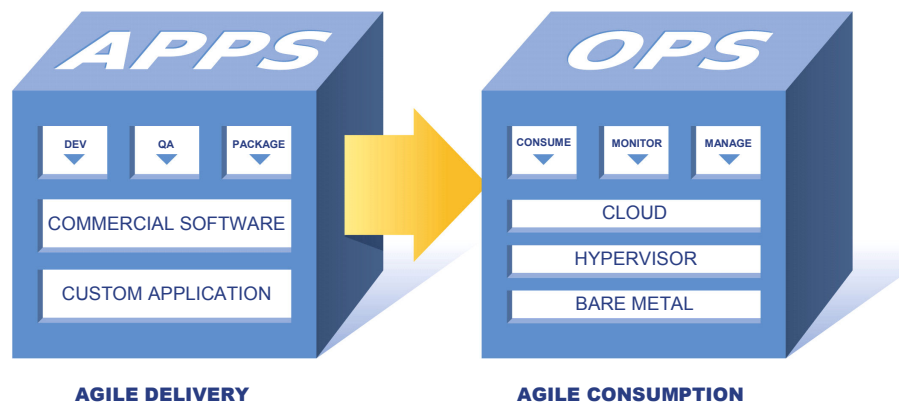 APPS
DEV
QA
PACKAGE
COMMERCIAL SOFTWARE
CUSTOM APPLICATION
AGILE DELIVERY
OPS
CONSUME
MONITOR
MANAGE
CLOUD
HYPERVISOR
BARE METAL
AGILE CONSUMPTION